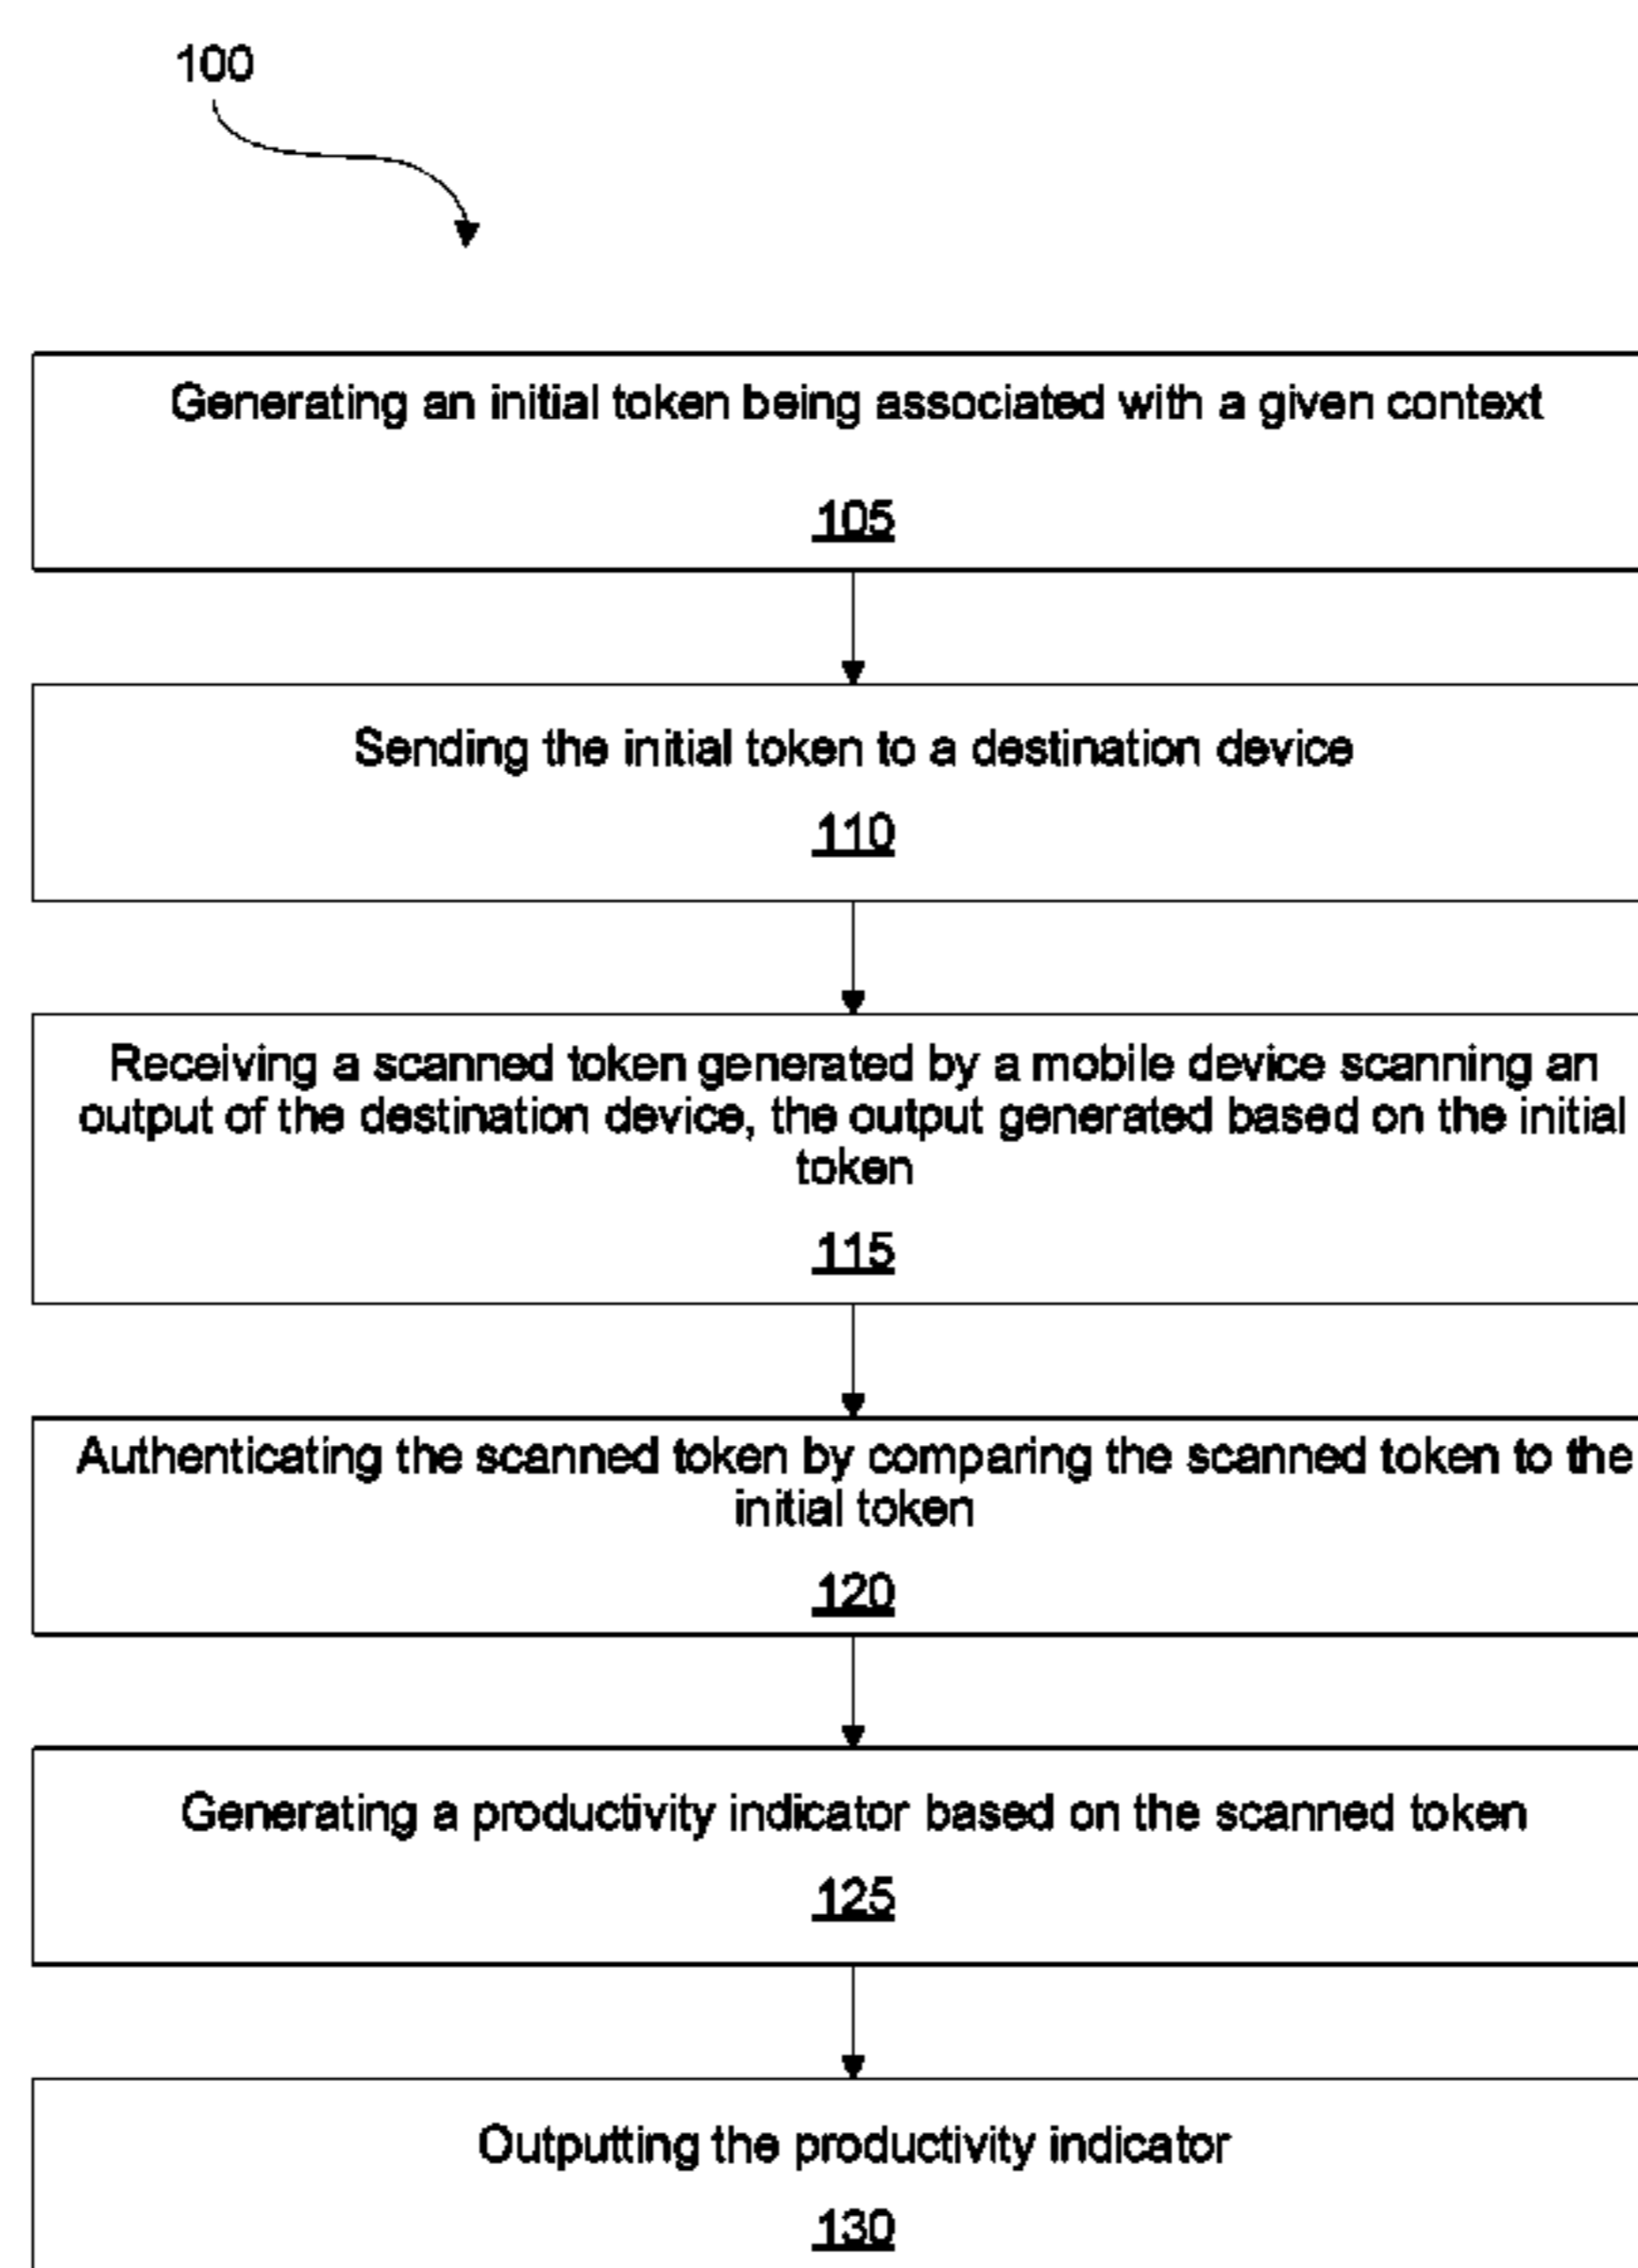 100
Generating an initial token being associated with a given context
105
Sending the initial token to a destination device
110
Receiving a scanned token generated by a mobile device scanning an
output of the destination device, the output generated based on the initial
token
115
Authenticating the scanned token by comparing the scanned token to the
initial token
120
Generating a productivity indicator based on the scanned token
125
Outputting the productivity indicator
130